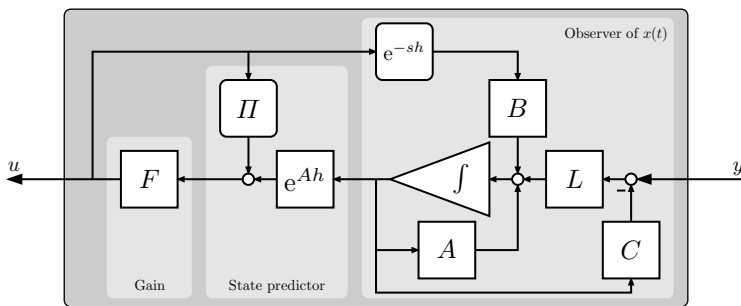 Observer of x(t)
e^{-sh}
Π
B
u
F
e^{Ah}
∫
L
y
−
A
C
Gain
State predictor